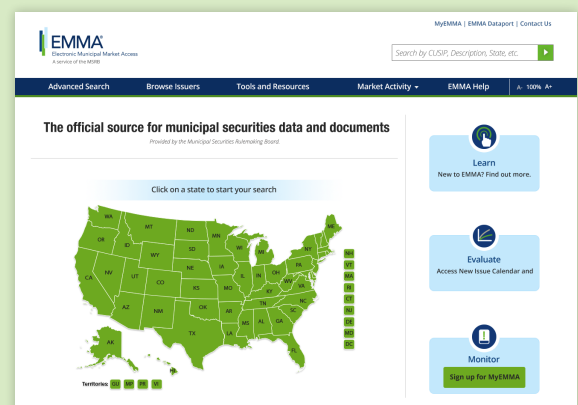 MyEMMA | EMMA Dataport | Contact Us
EMMA®
Electronic Municipal Market Access
A service of the MSRB
Search by CUSIP, Description, State, etc.
Advanced Search Browse Issuers Tools and Resources Market Activity EMMA Help A- 100% A+
The official source for municipal securities data and documents
Provided by the Municipal Securities Rulemaking Board.
Click on a state to start your search
WA MT ND MN ME
OR ID WY SD WI MI NY
NV UT CO NE IA IL IN OH PA
CA KS MO KY WV VA
AZ NM OK AR TN NC SC
TX LA MS AL GA
AK HI FL
NH
VT
MA
RI
CT
NJ
DE
MD
DC
Territories: GU MP PR VI
Learn
New to EMMA? Find out more.
Evaluate
Access New Issue Calendar and
Monitor
Sign up for MyEMMA